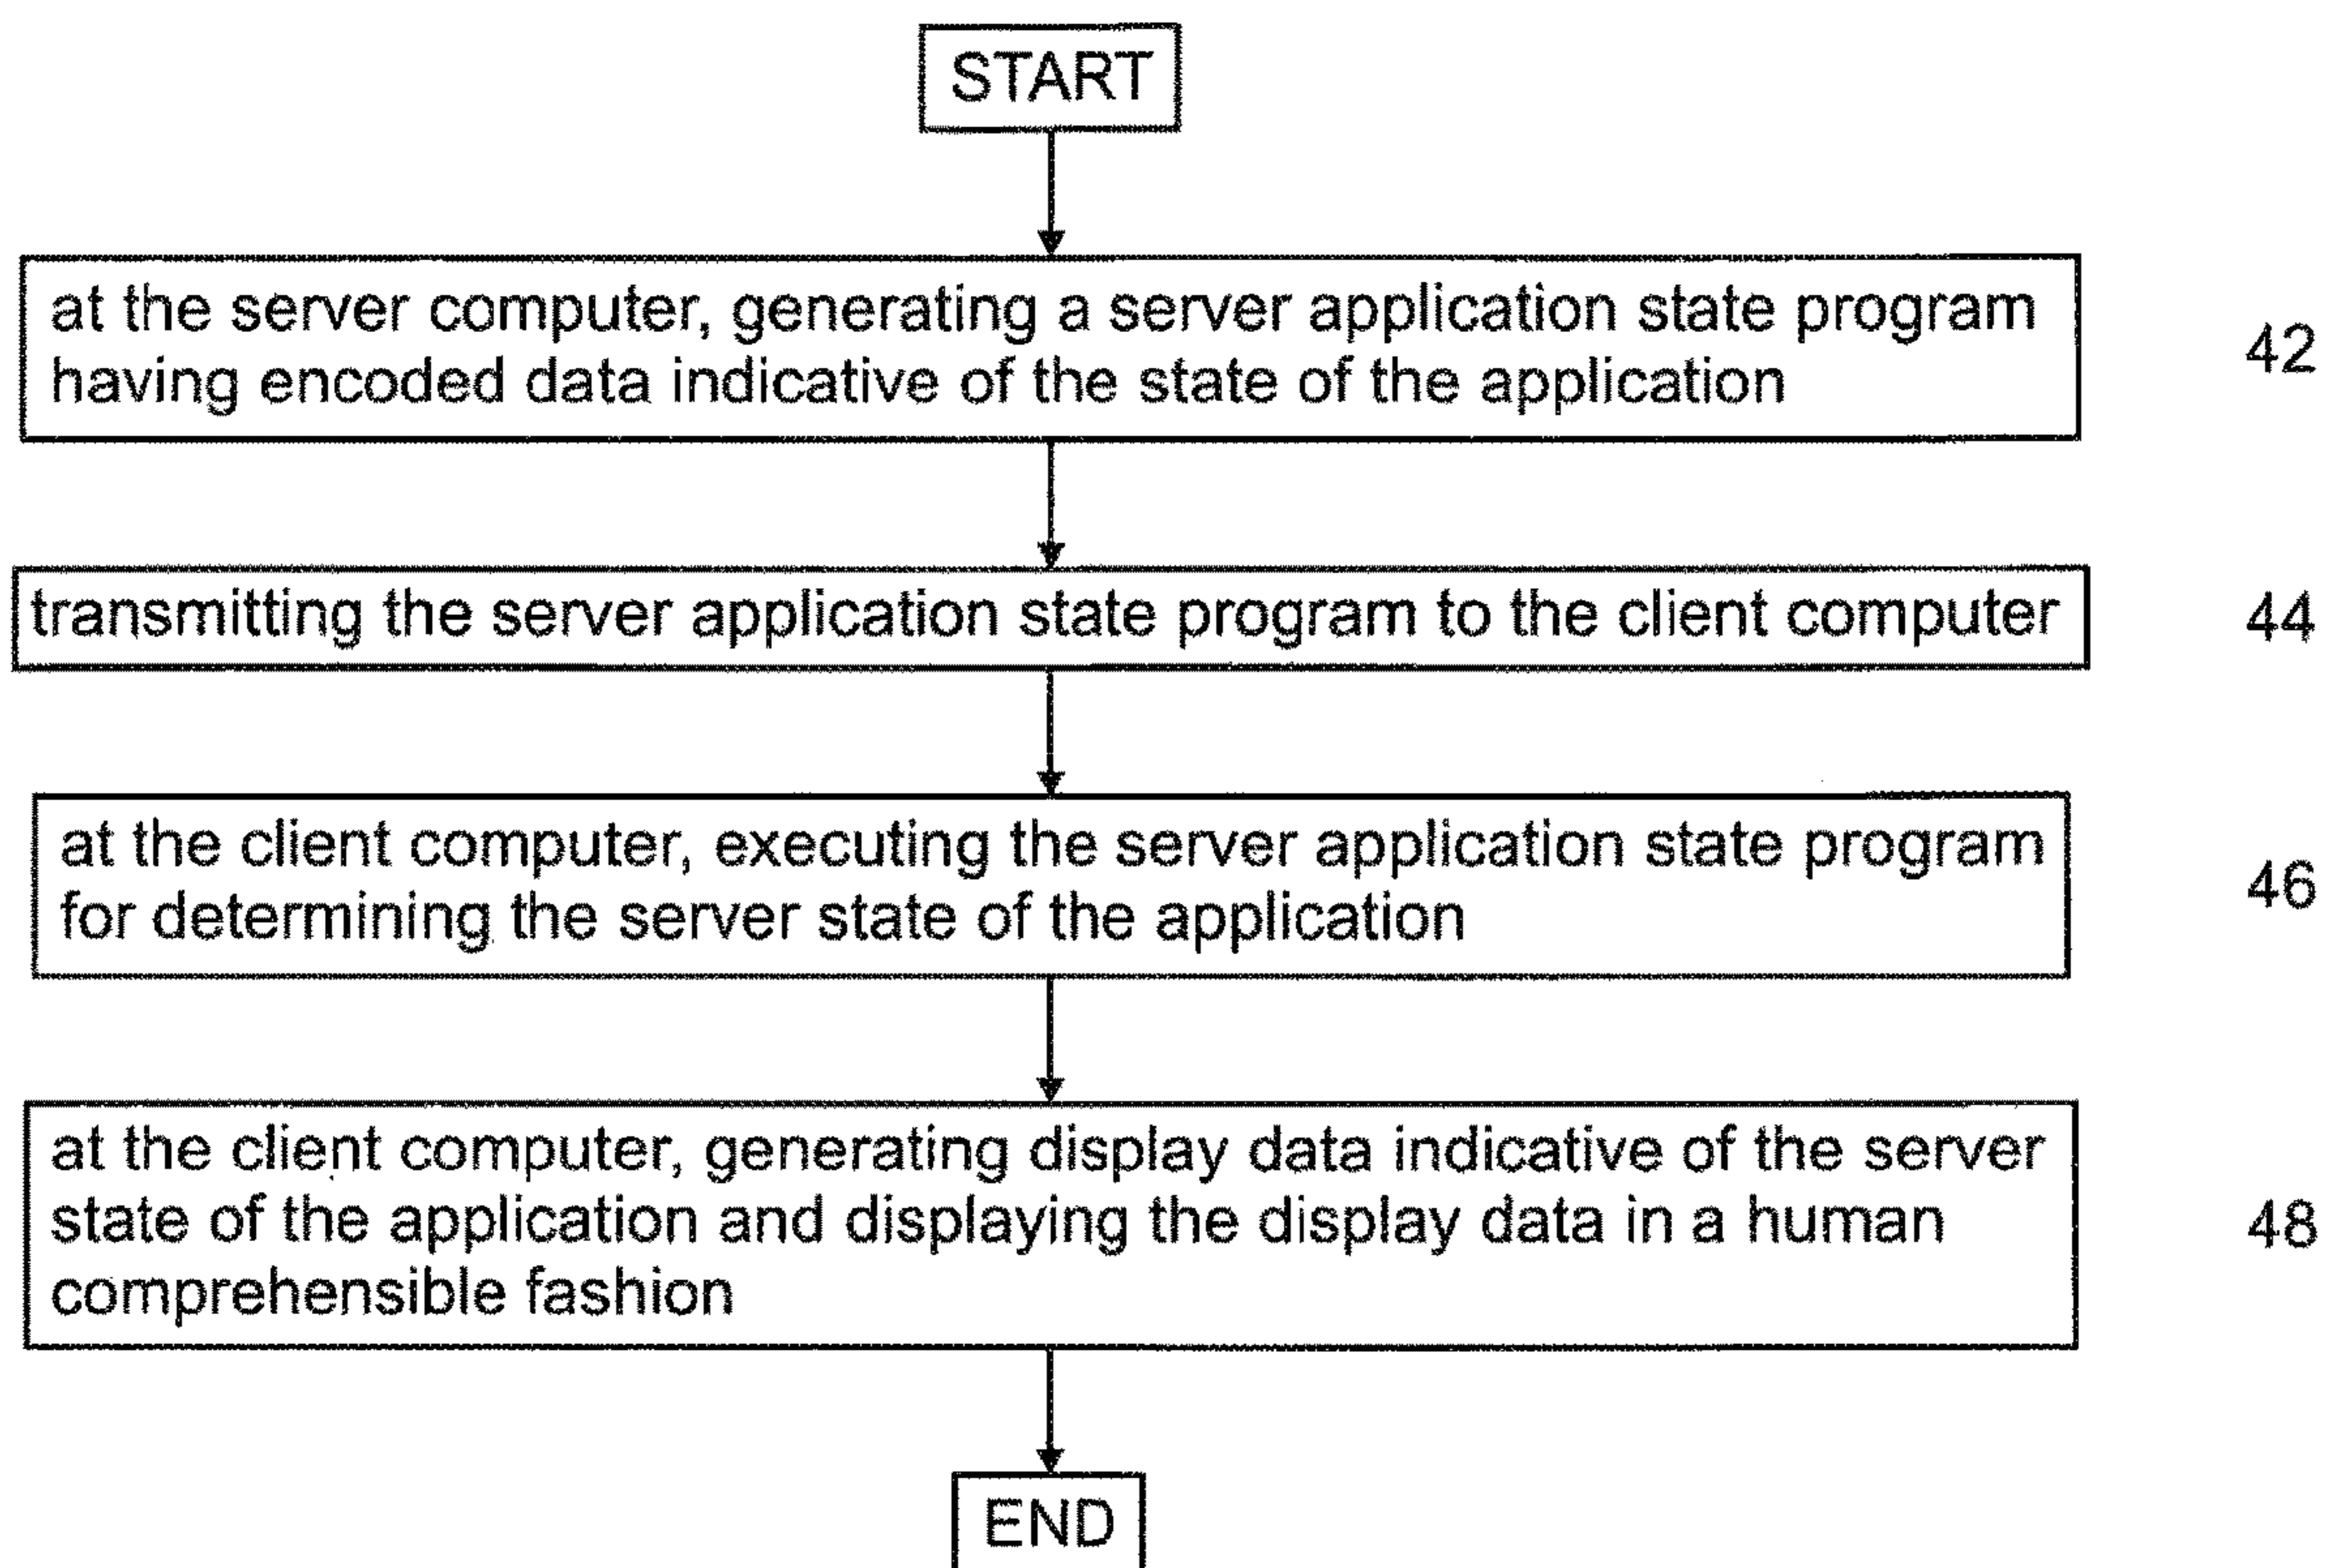 START
at the server computer, generating a server application state program
having encoded data indicative of the state of the application
42
transmitting the server application state program to the client computer
44
at the client computer, executing the server application state program
for determining the server state of the application
46
at the client computer, generating display data indicative of the server
state of the application and displaying the display data in a human
comprehensible fashion
48
END